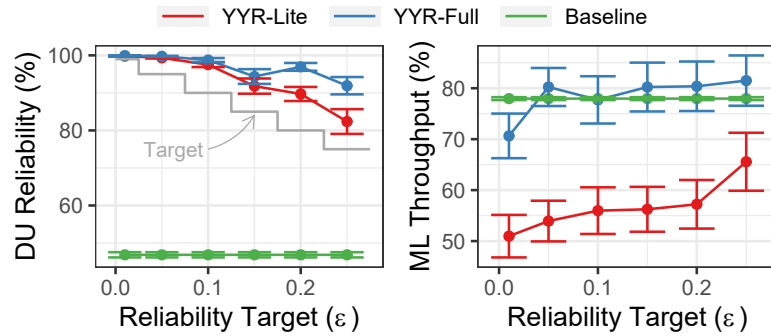 YYR-Lite YYR-Full Baseline
DU Reliability (%)
100
80
60
Target
0.0 0.1 0.2
Reliability Target (ε)
ML Throughput (%)
80
70
60
50
0.0 0.1 0.2
Reliability Target (ε)